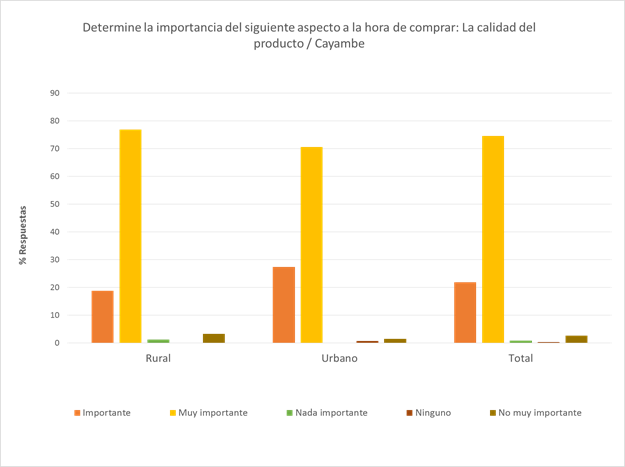 Determine la importancia del siguiente aspecto a la hora de comprar: La calidad del
producto / Cayambe
90
80
70
60
50
40
30
20
10
0
% Respuestas
Rural
Urbano
Total
Importante
Muy importante
Nada importante
Ninguno
No muy importante